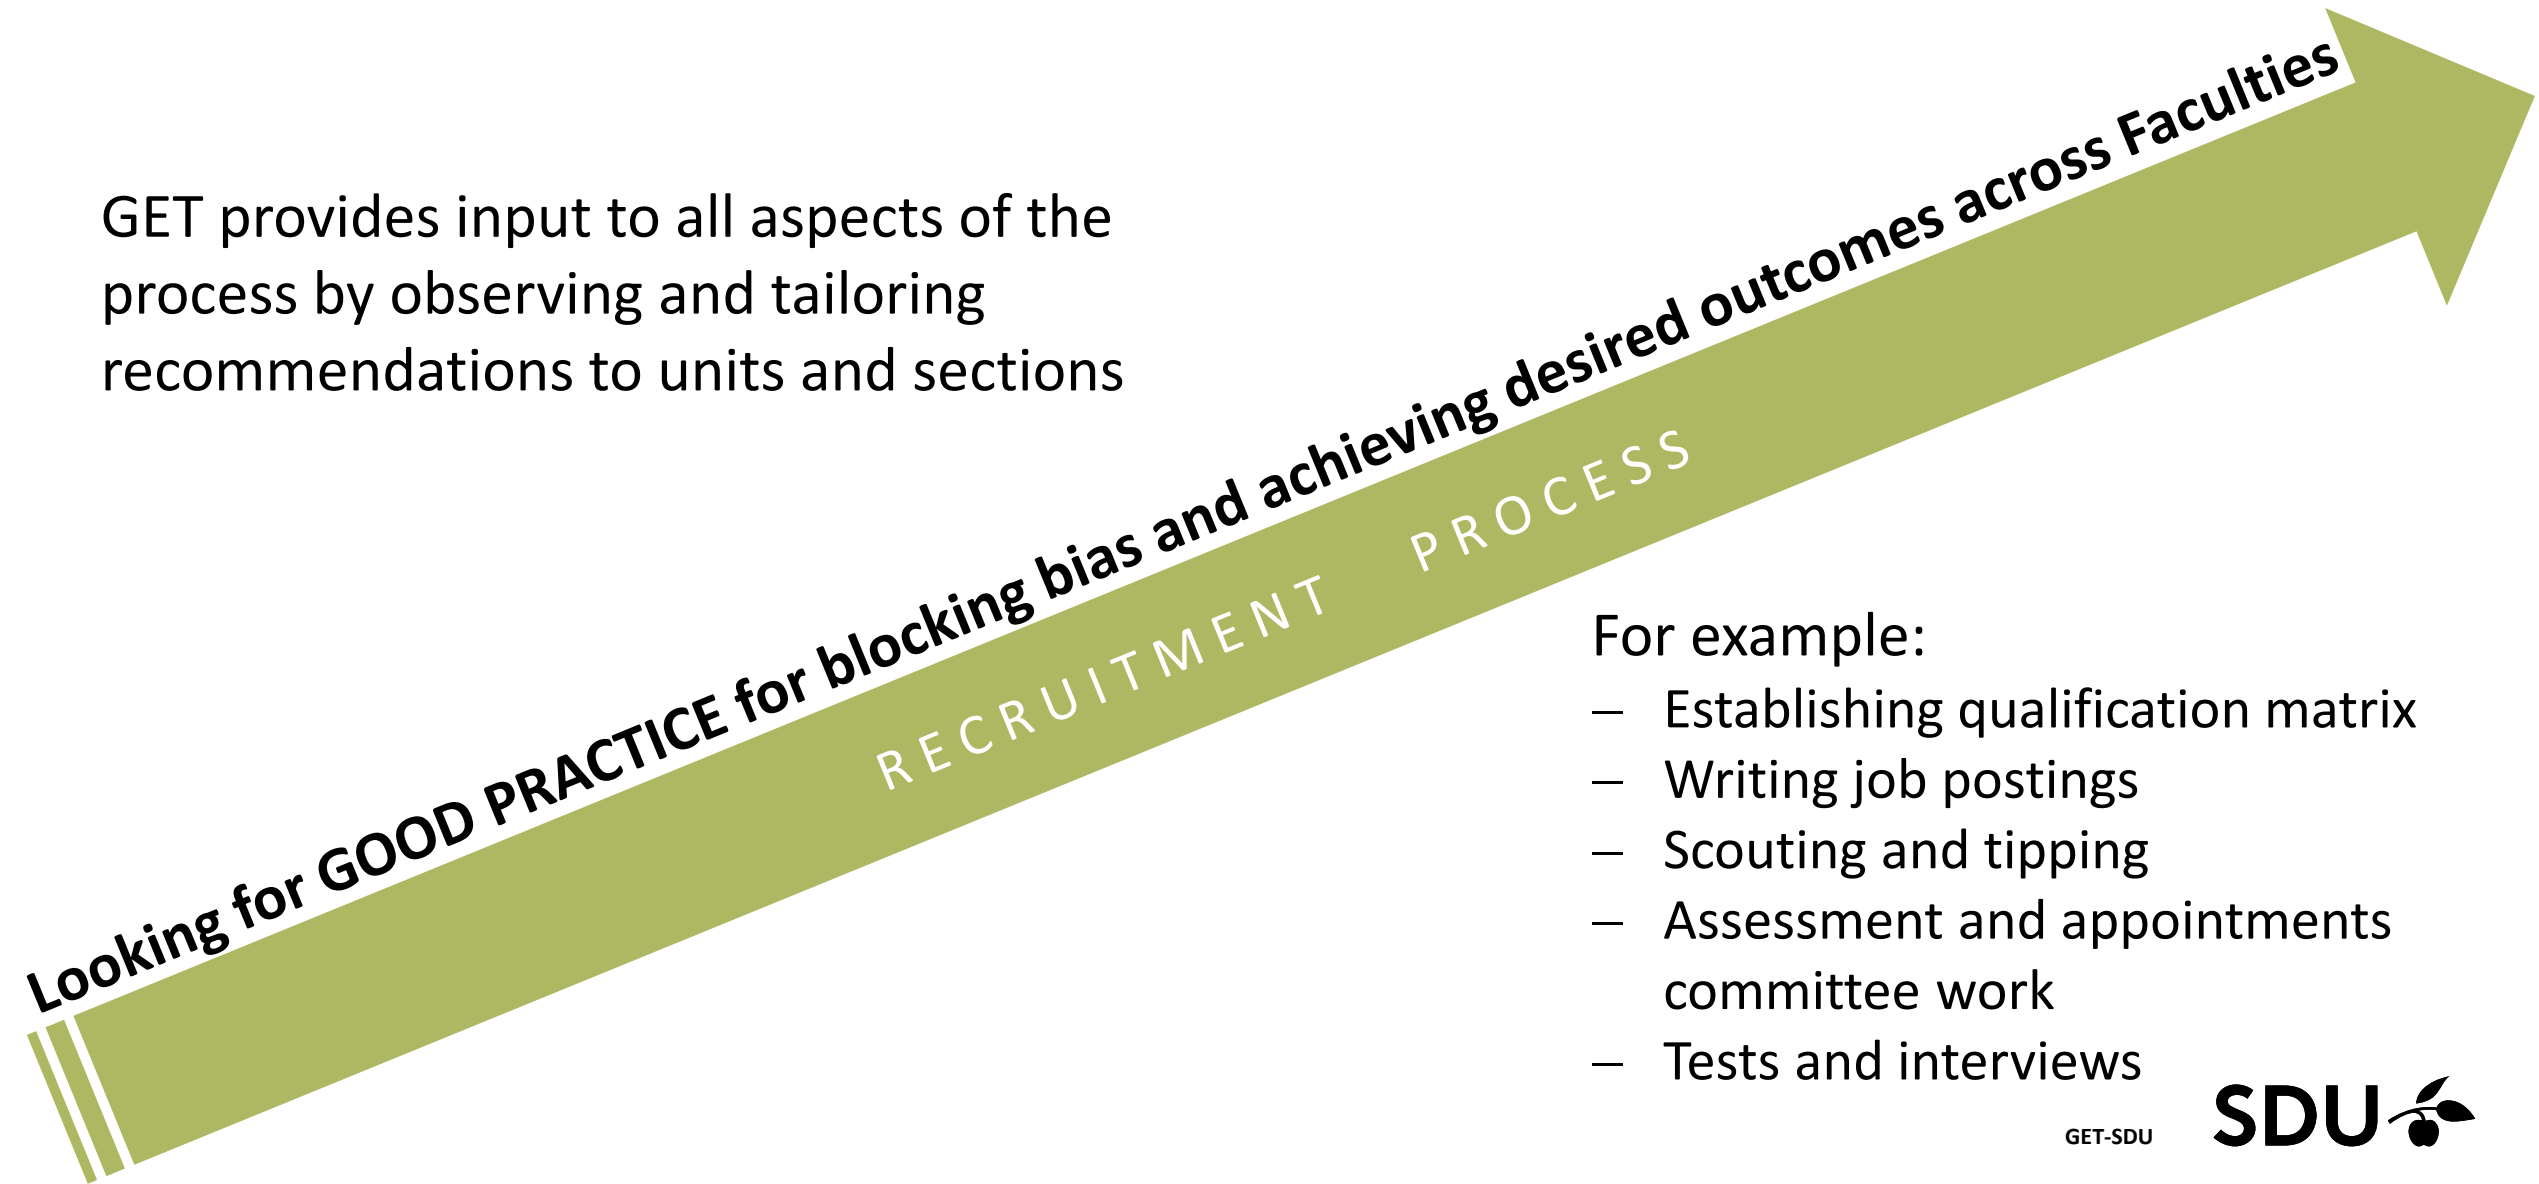 Looking for GOOD PRACTICE for blocking bias and achieving desired outcomes across Faculties
GET provides input to all aspects of the
process by observing and tailoring
recommendations to units and sections
RECRUITMENT PROCESS
For example:
– Establishing qualification matrix
– Writing job postings
– Scouting and tipping
– Assessment and appointments
committee work
– Tests and interviews
GET-SDU
SDU